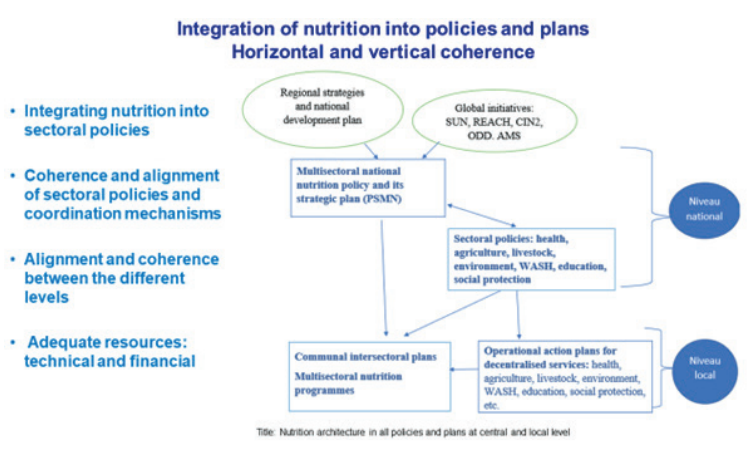 Integration of nutrition into policies and plans
Horizontal and vertical coherence
• Integrating nutrition into
sectoral policies
• Coherence and alignment
of sectoral policies and
coordination mechanisms
• Alignment and coherence
between the different
levels
• Adequate resources:
technical and financial
Regional strategies
and national
development plan
Global initiatives:
SUN, REACH, CIN2,
ODD. AMS
Multisectoral national
nutrition policy and its
strategic plan (PSMN)
Sectoral policies: health,
agriculture, livestock,
environment, WASH, education,
social protection
Niveau
national
Communal intersectoral plans
Multisectoral nutrition
programmes
Operational action plans for
decentralised services: health,
agriculture, livestock, environment,
WASH, education, social protection,
etc.
Niveau
local
Title: Nutrition architecture in all policies and plans at central and local level